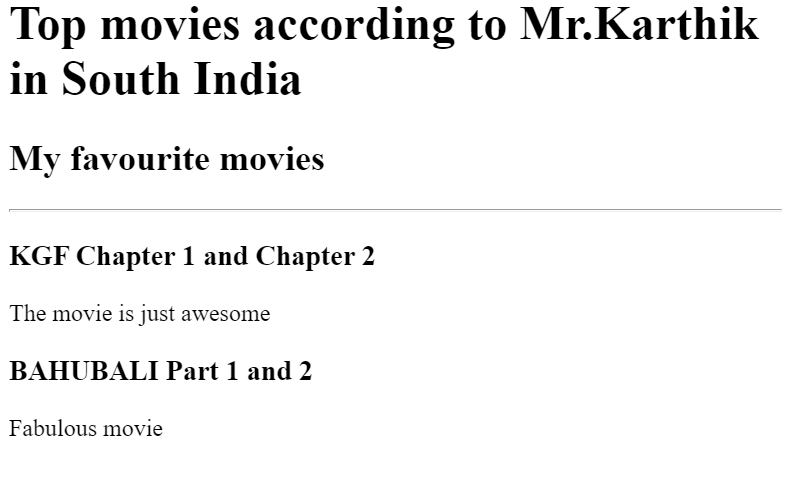 Top movies according to Mr.Karthik
in South India
My favourite movies
KGF Chapter 1 and Chapter 2
The movie is just awesome
BAHUBALI Part 1 and 2
Fabulous movie